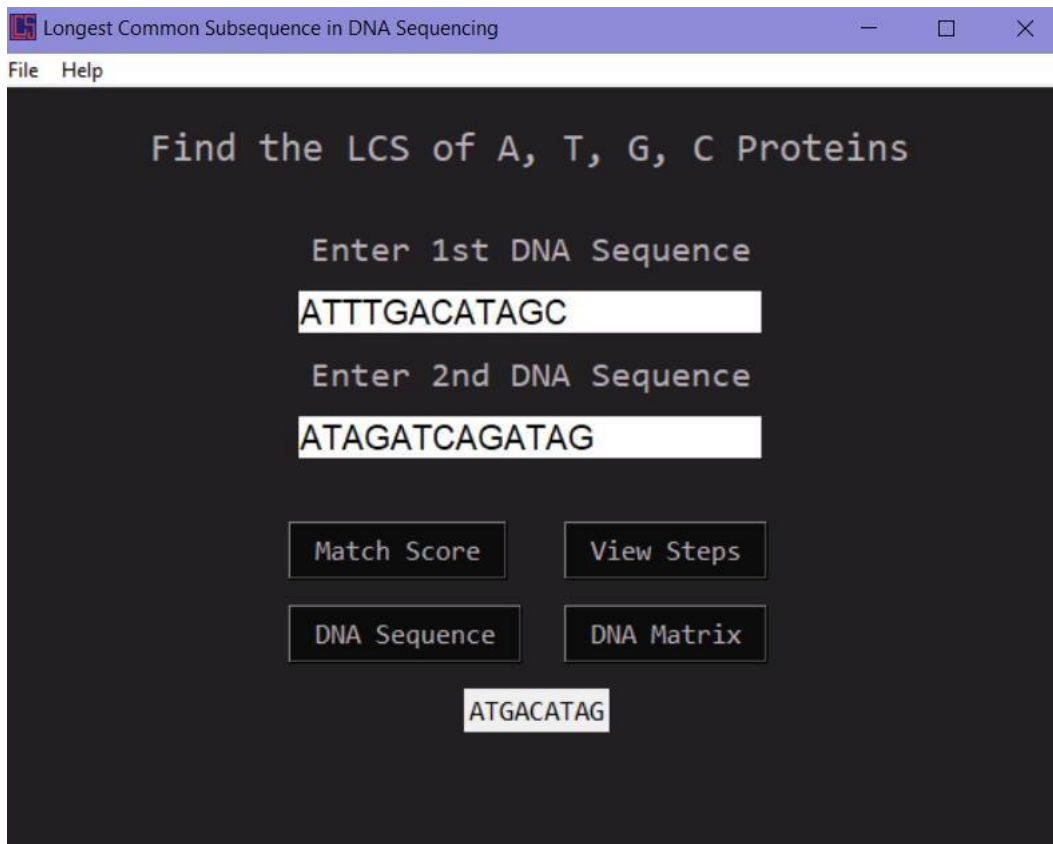 Longest Common Subsequence in DNA Sequencing
File Help
Find the LCS of A, T, G, C Proteins
Enter 1st DNA Sequence
ATTTGACATAGC
Enter 2nd DNA Sequence
ATAGATCAGATAG
Match Score View Steps
DNA Sequence DNA Matrix
ATGACATAG